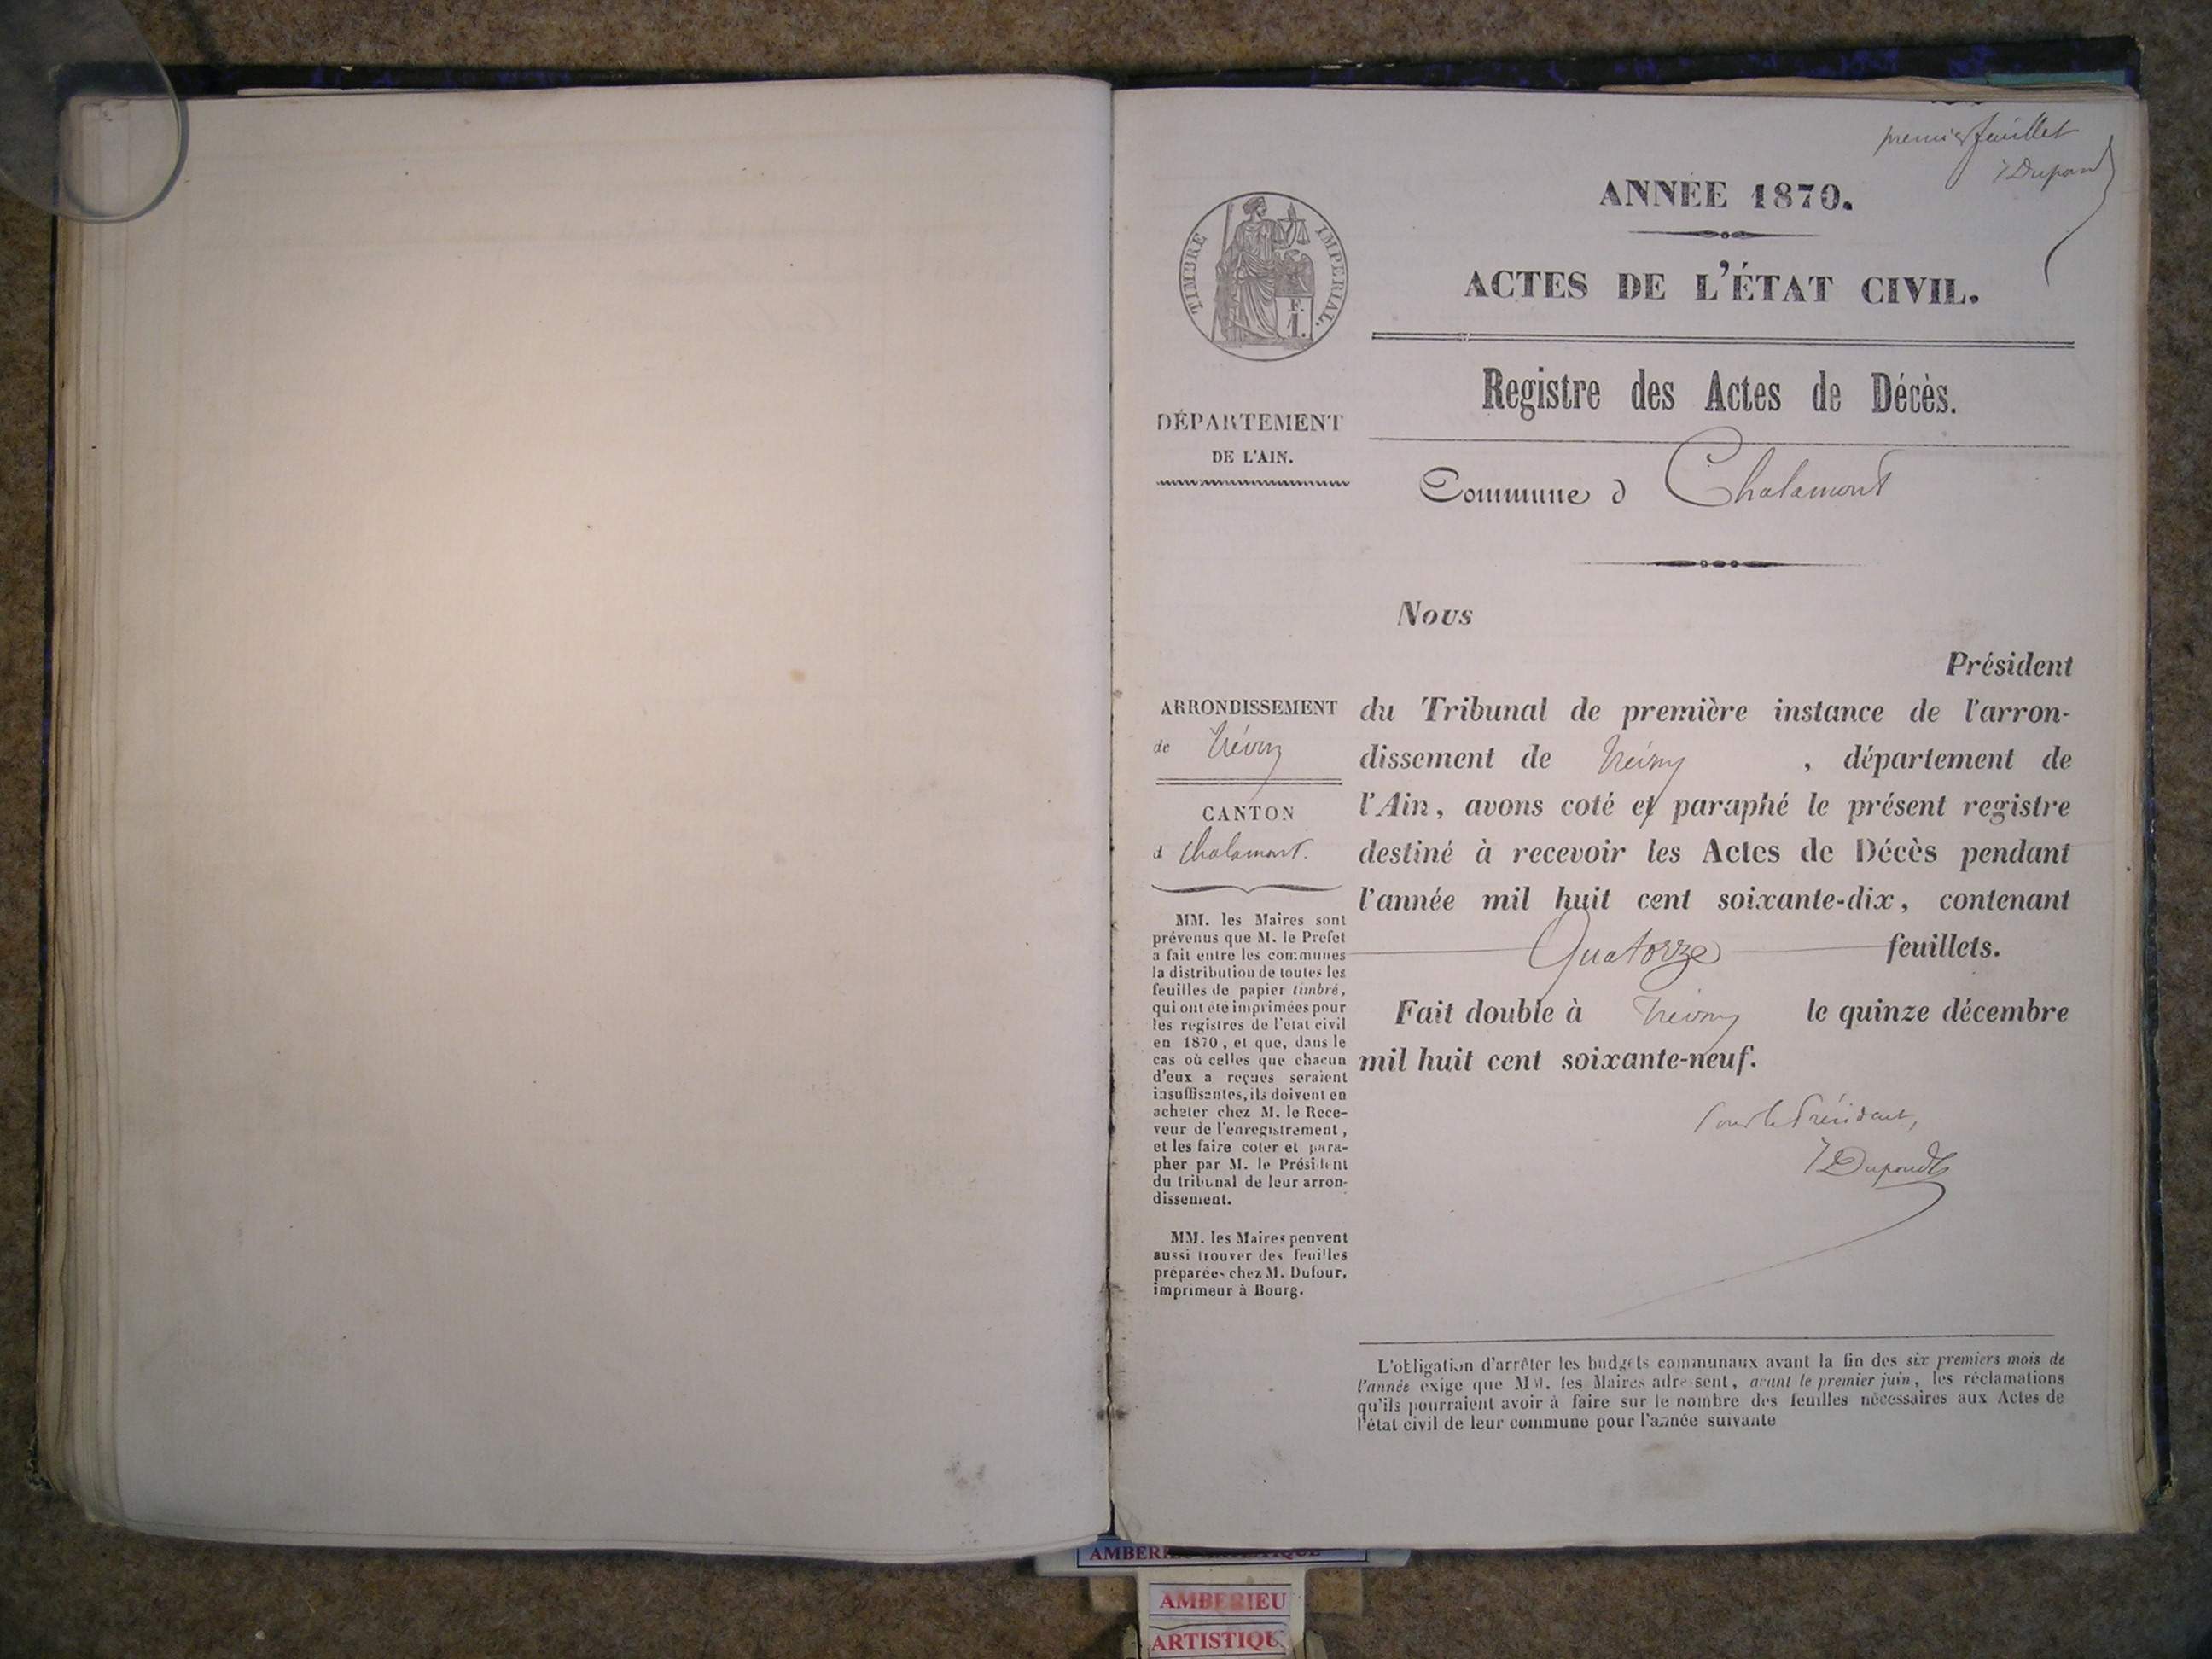 premier feuillet
Dupond
ANNÉE 1870.
TIMBRE IMPERIAL.
F.
1.
ACTES DE L'ÉTAT CIVIL.
Registre des Actes de Décès.
DÉPARTEMENT
DE L'AIN.
Commune d Chalamont
Nous
Président
du Tribunal de première instance de l'arron-
dissement de Trévoux, département de
l'Ain, avons coté et paraphé le présent registre
destiné à recevoir les Actes de Décès pendant
l'année mil huit cent soixante-dix, contenant
Quatorze feuillets.
Fait double à Trévoux le quinze décembre
mil huit cent soixante-neuf.
Pour le Président,
Dupond
ARRONDISSEMENT
de Trévoux
CANTON
d Chalamont.
MM. les Maires sont
prévenus que M. le Prefet
a fait entre les communes
la distribution de toutes les
feuilles de papier timbré,
qui ont été imprimées pour
les registres de l'etat civil
en 1870, et que, dans le
cas où celles que chacun
d'eux a reçues seraient
insuffisantes, ils doivent en
acheter chez M. le Rece-
veur de l'enregistrement,
et les faire coter et para-
pher par M. le Président
du tribunal de leur arron-
dissement.
MM. les Maires peuvent
aussi trouver des feuilles
préparées chez M. Dufour,
imprimeur à Bourg.
L'obligation d'arrêter les budgets communaux avant la fin des six premiers mois de
l'année exige que MM. les Maires adressent, avant le premier juin, les réclamations
qu'ils pourraient avoir à faire sur le nombre des feuilles nécessaires aux Actes de
l'état civil de leur commune pour l'année suivante
AMBERIEU ARTISTIQUE
AMBERIEU
ARTISTIQU